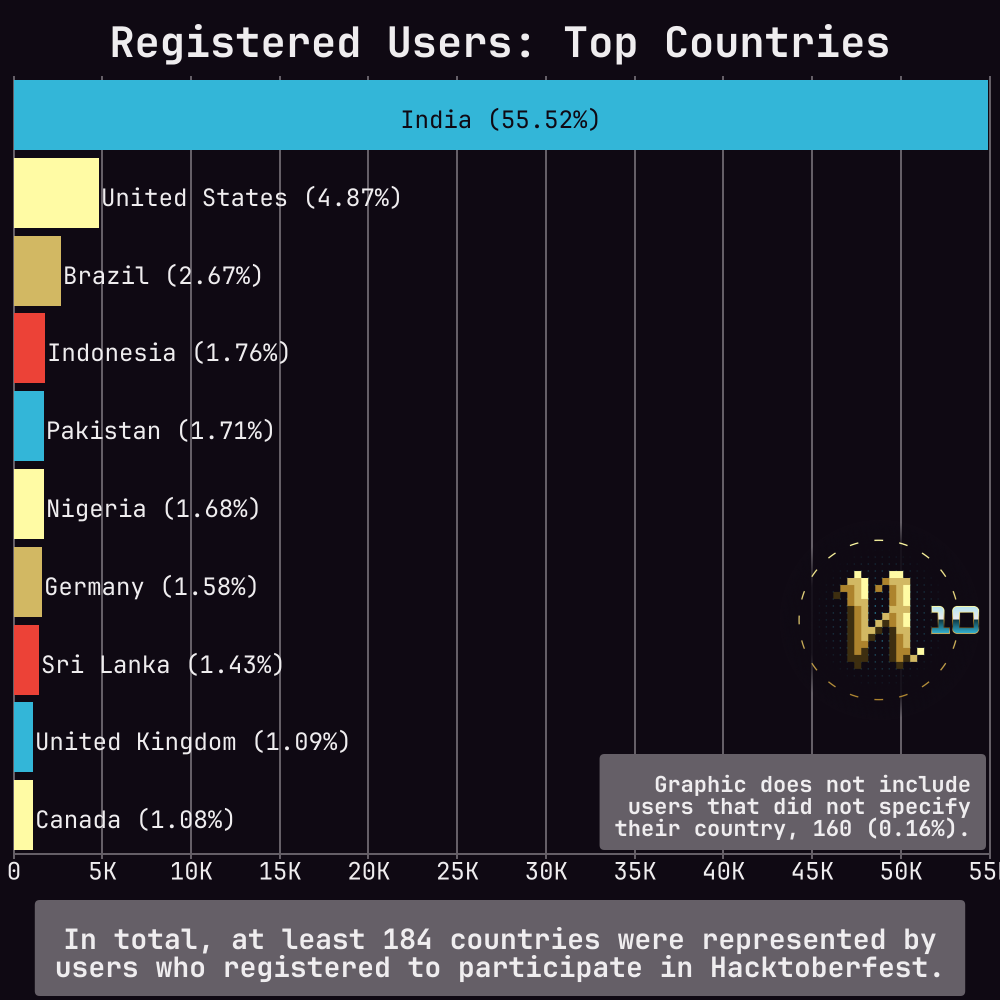 Registered Users: Top Countries
India (55.52%)
United States (4.87%)
Brazil (2.67%)
Indonesia (1.76%)
Pakistan (1.71%)
Nigeria (1.68%)
Germany (1.58%)
Sri Lanka (1.43%)
United Kingdom (1.09%)
Canada (1.08%)
10
Graphic does not include
users that did not specify
their country, 160 (0.16%).
0 5K 10K 15K 20K 25K 30K 35K 40K 45K 50K 55K
In total, at least 184 countries were represented by
users who registered to participate in Hacktoberfest.